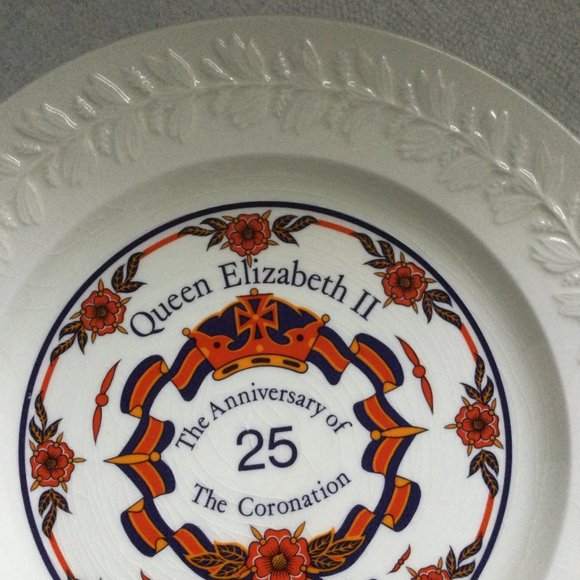 Queen Elizabeth II
The Anniversary of
25
The Coronation